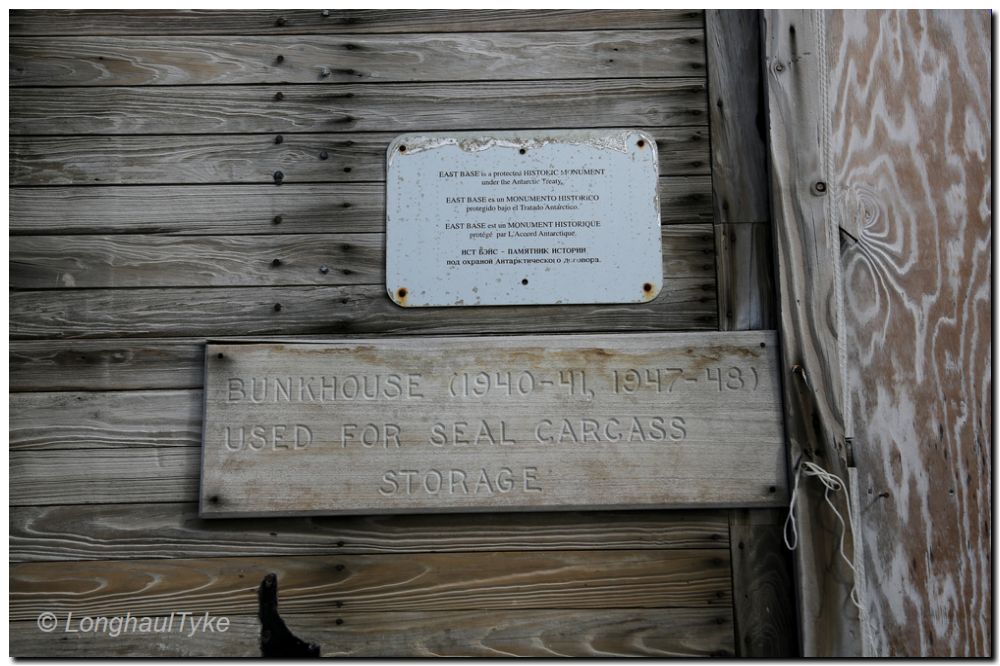 EAST BASE is a protected HISTORIC MONUMENT
under the Antarctic Treaty.
EAST BASE es un MONUMENTO HISTORICO
protegido bajo el Tratado Antárctico.
EAST BASE est un MONUMENT HISTORIQUE
protégé par L'Accord Antarctique.
ИСТ БЭЙС - ПАМЯТНИК ИСТОРИИ
под охраной Антарктического договора.
BUNKHOUSE (1940-41, 1947-48)
USED FOR SEAL CARCASS
STORAGE
© LonghaulTyke